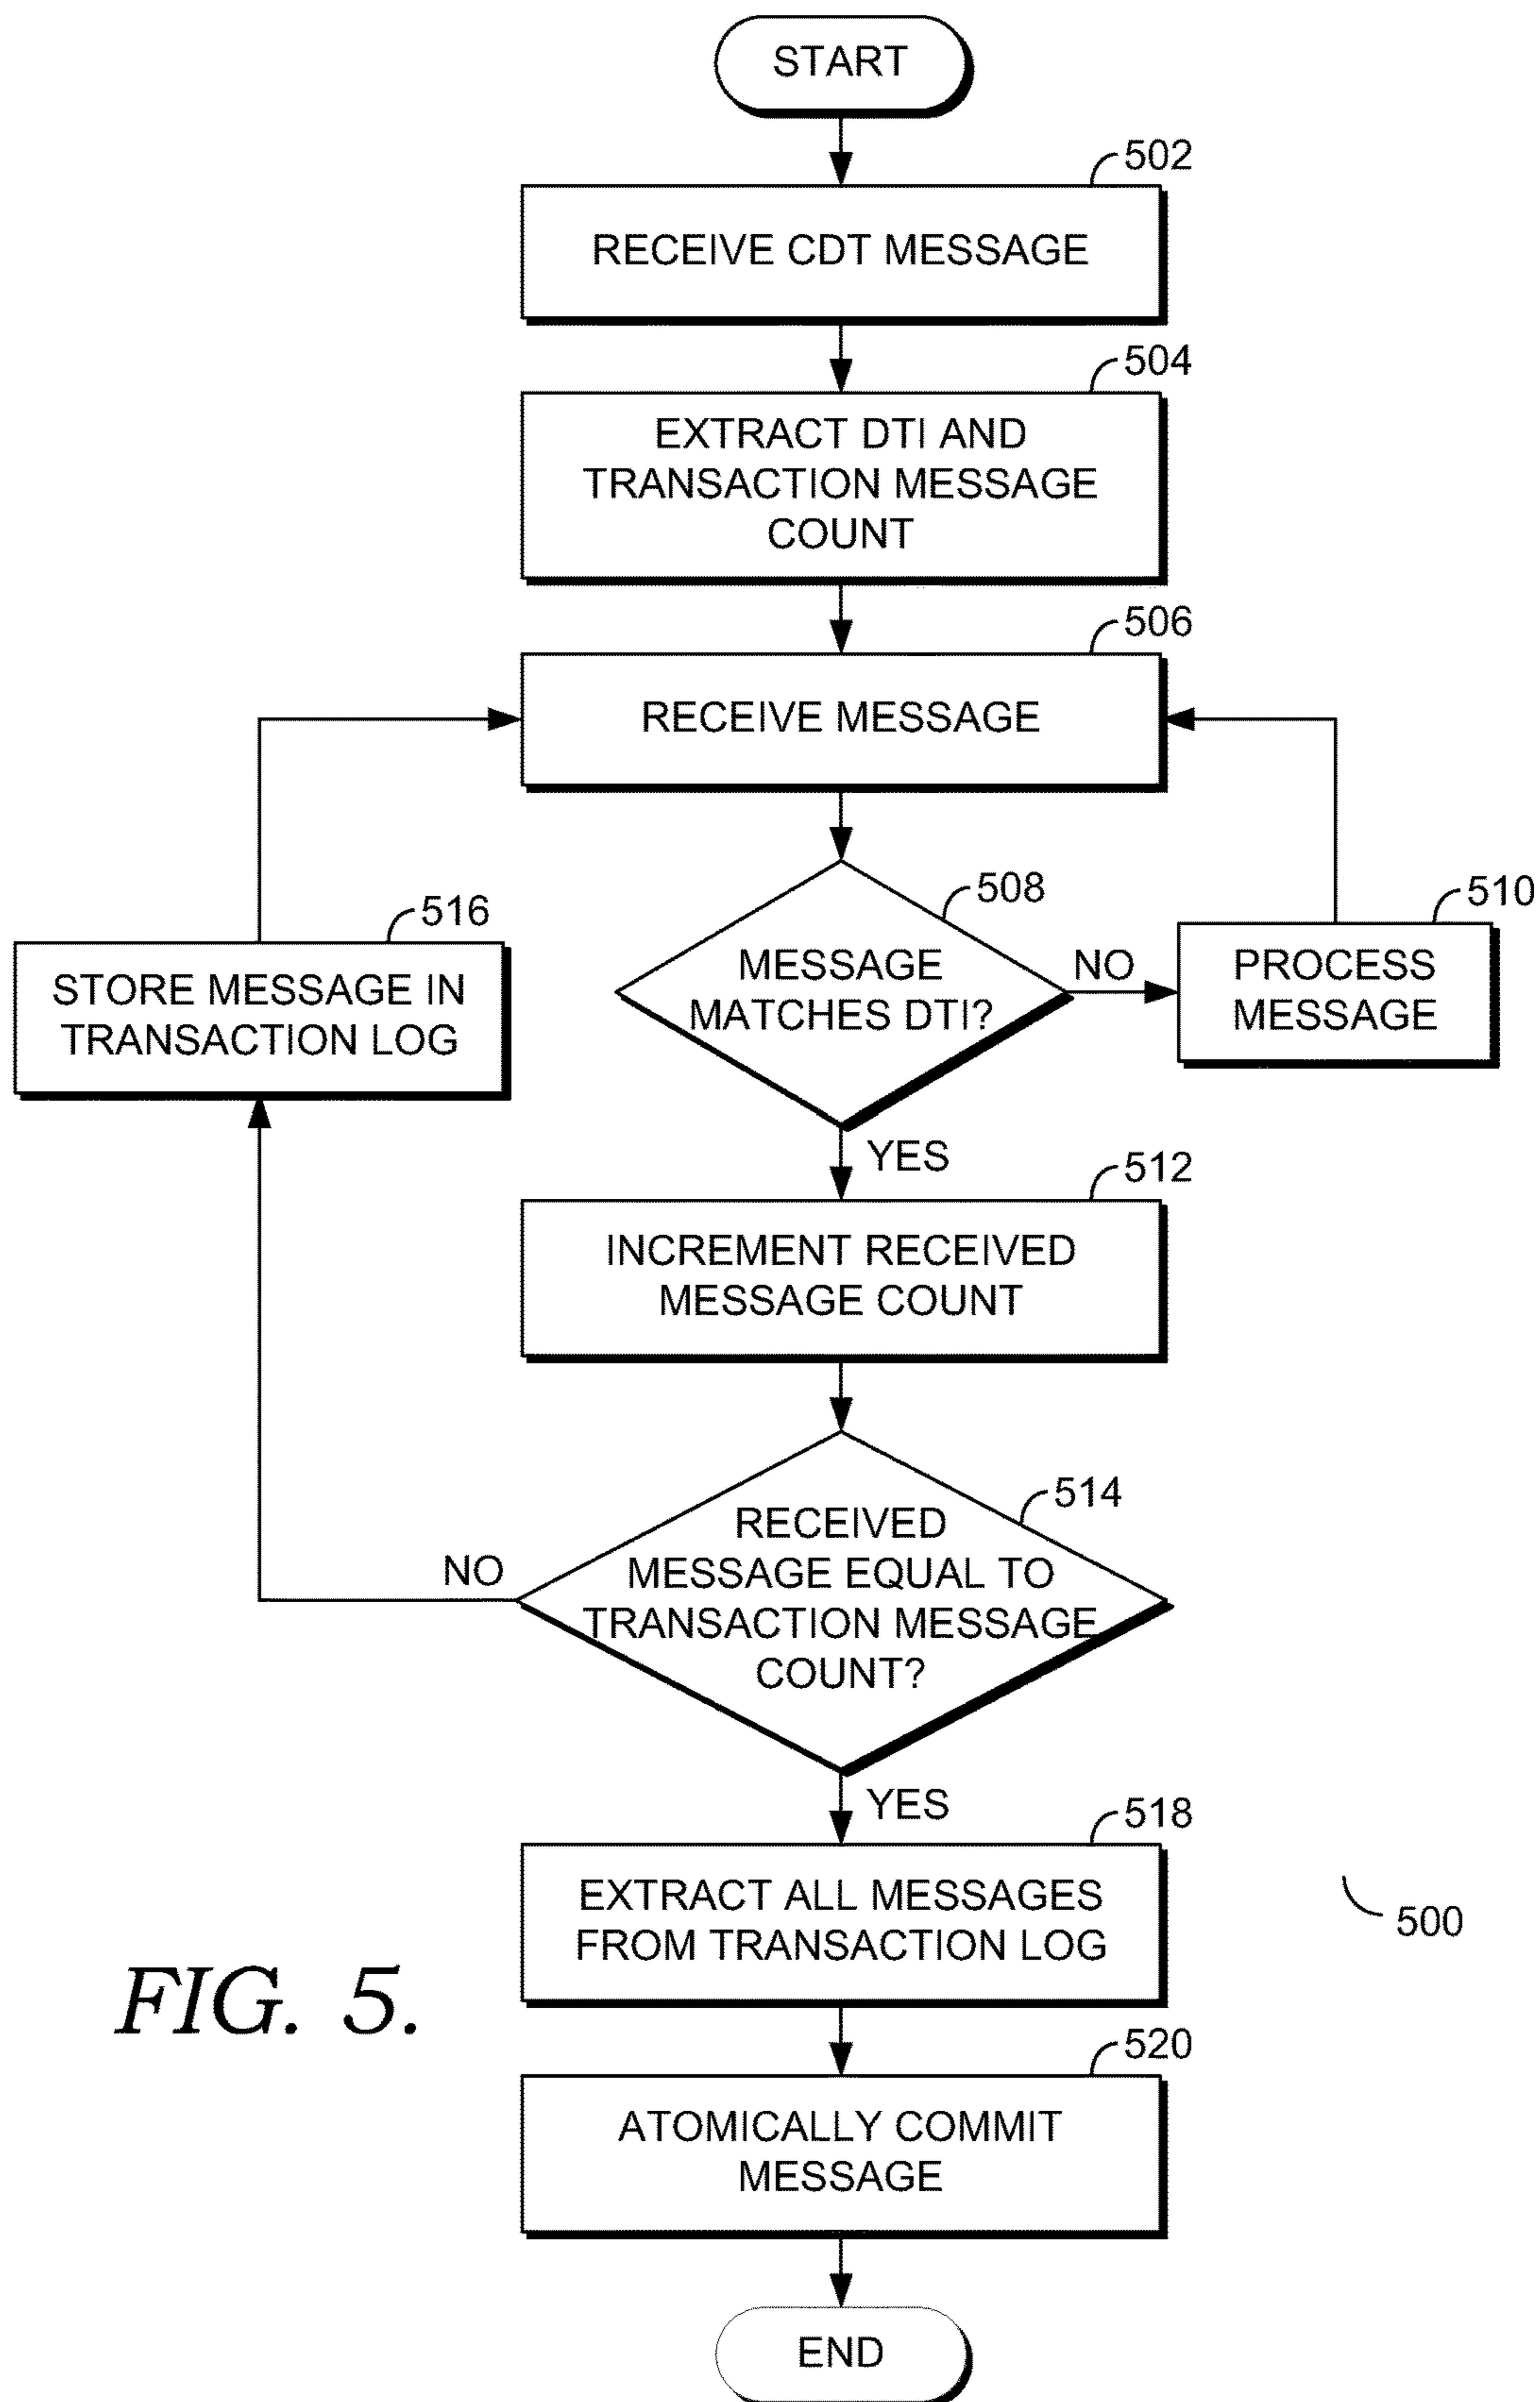 START
502
RECEIVE CDT MESSAGE
504
EXTRACT DTI AND
TRANSACTION MESSAGE
COUNT
506
RECEIVE MESSAGE
508
MESSAGE
MATCHES DTI?
NO
510
PROCESS
MESSAGE
516
STORE MESSAGE IN
TRANSACTION LOG
YES
512
INCREMENT RECEIVED
MESSAGE COUNT
514
RECEIVED
MESSAGE EQUAL TO
TRANSACTION MESSAGE
COUNT?
NO
YES
518
EXTRACT ALL MESSAGES
FROM TRANSACTION LOG
500
FIG. 5.
520
ATOMICALLY COMMIT
MESSAGE
END